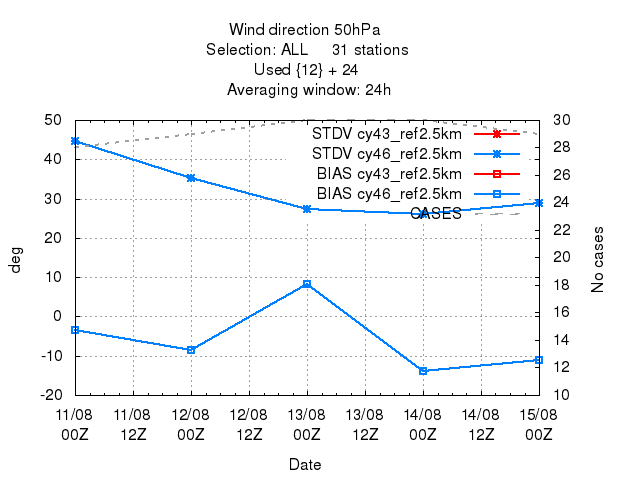 Wind direction 50hPa
Selection: ALL 31 stations
Used {12} + 24
Averaging window: 24h
STDV cy43_ref2.5km
STDV cy46_ref2.5km
BIAS cy43_ref2.5km
BIAS cy46_ref2.5km
CASES
deg
50
40
30
20
10
0
-10
-20
No cases
30
28
26
24
22
20
18
16
14
12
10
11/08 11/08 12/08 12/08 13/08 13/08 14/08 14/08 15/08
00Z 12Z 00Z 12Z 00Z 12Z 00Z 12Z 00Z
Date